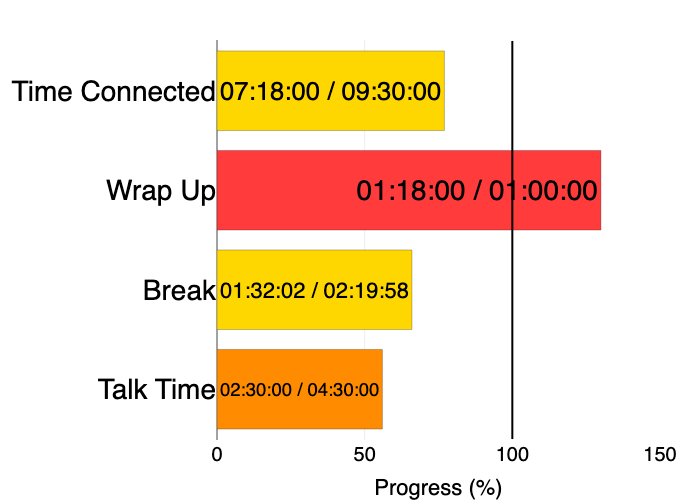 Time Connected 07:18:00 / 09:30:00
Wrap Up 01:18:00 / 01:00:00
Break 01:32:02 / 02:19:58
Talk Time 02:30:00 / 04:30:00
0 50 100 150
Progress (%)